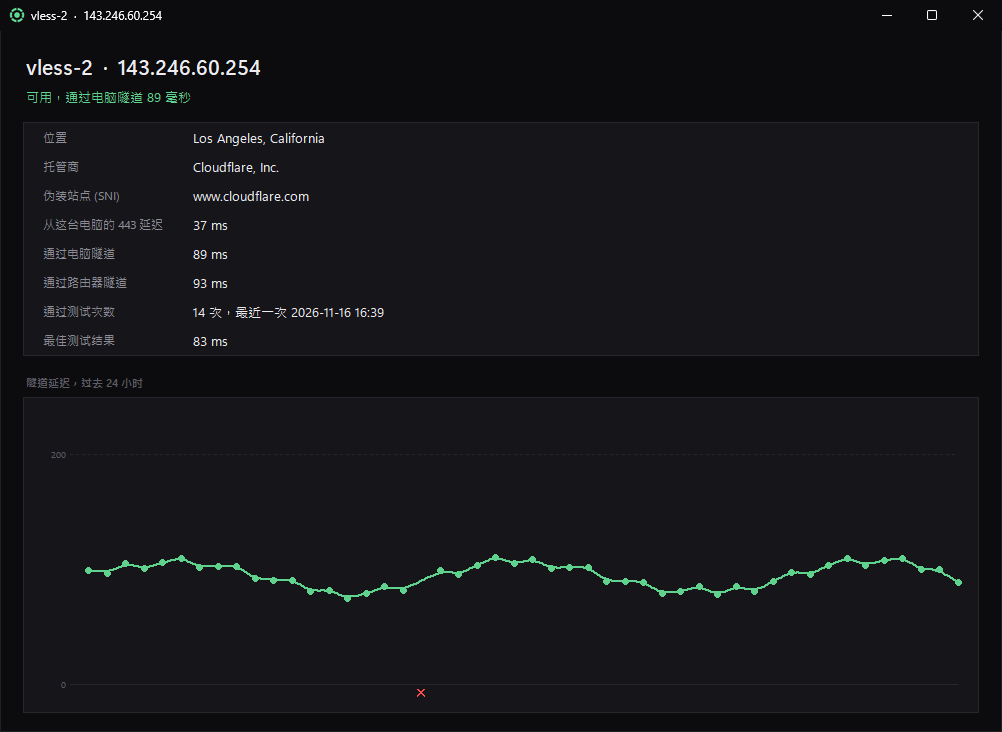 vless-2 · 143.246.60.254
vless-2 · 143.246.60.254
可用，通过电脑隧道 89 毫秒
位置 Los Angeles, California
托管商 Cloudflare, Inc.
伪装站点 (SNI) www.cloudflare.com
从这台电脑的 443 延迟 37 ms
通过电脑隧道 89 ms
通过路由器隧道 93 ms
通过测试次数 14 次，最近一次 2026-11-16 16:39
最佳测试结果 83 ms
隧道延迟，过去 24 小时
200
0